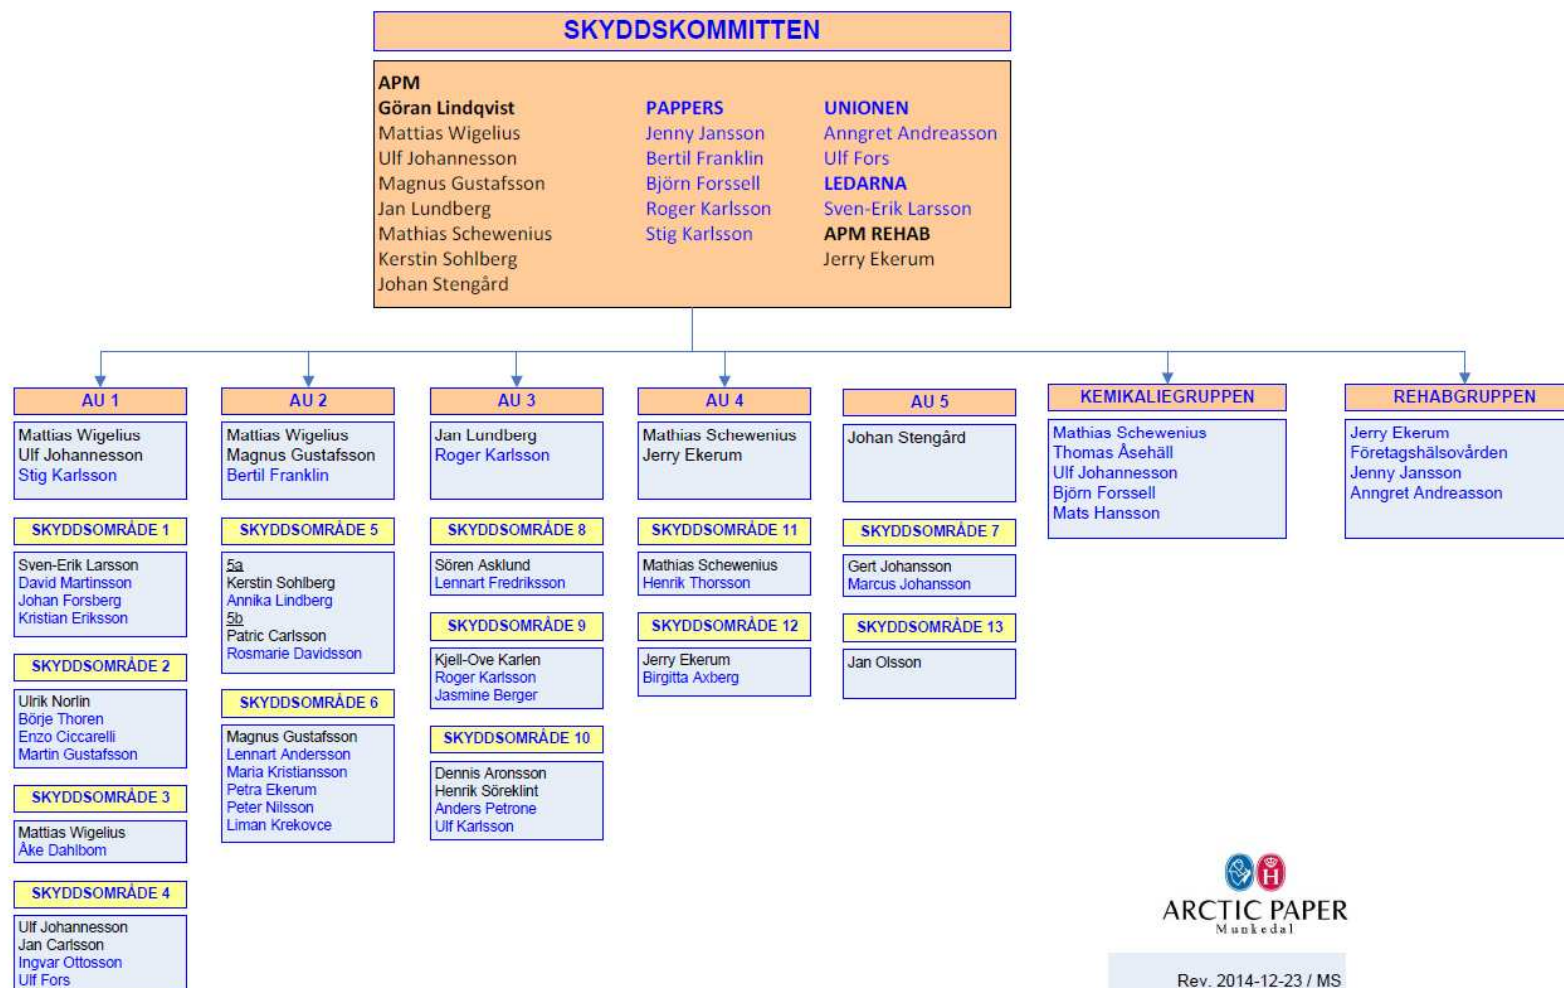 SKYDDSKOMMITTEN
APM
Göran Lindqvist
Mattias Wigelius
Ulf Johannesson
Magnus Gustafsson
Jan Lundberg
Mathias Schewenius
Kerstin Sohlberg
Johan Stengård
PAPPERS
Jenny Jansson
Bertil Franklin
Björn Forssell
Roger Karlsson
Stig Karlsson
UNIONEN
Anngret Andreasson
Ulf Fors
LEDARNA
Sven-Erik Larsson
APM REHAB
Jerry Ekerum
AU 1
Mattias Wigelius
Ulf Johannesson
Stig Karlsson
SKYDDSOMRÅDE 1
Sven-Erik Larsson
David Martinsson
Johan Forsberg
Kristian Eriksson
SKYDDSOMRÅDE 2
Ulrik Norlin
Börje Thoren
Enzo Ciccarelli
Martin Gustafsson
SKYDDSOMRÅDE 3
Mattias Wigelius
Åke Dahlbom
SKYDDSOMRÅDE 4
Ulf Johannesson
Jan Carlsson
Ingvar Ottosson
Ulf Fors
AU 2
Mattias Wigelius
Magnus Gustafsson
Bertil Franklin
SKYDDSOMRÅDE 5
5a
Kerstin Sohlberg
Annika Lindberg
5b
Patric Carlsson
Rosmarie Davidsson
SKYDDSOMRÅDE 6
Magnus Gustafsson
Lennart Andersson
Maria Kristiansson
Petra Ekerum
Peter Nilsson
Liman Krekovce
AU 3
Jan Lundberg
Roger Karlsson
SKYDDSOMRÅDE 8
Sören Asklund
Lennart Fredriksson
SKYDDSOMRÅDE 9
Kjell-Ove Karlen
Roger Karlsson
Jasmine Berger
SKYDDSOMRÅDE 10
Dennis Aronsson
Henrik Söreklint
Anders Petrone
Ulf Karlsson
AU 4
Mathias Schewenius
Jerry Ekerum
SKYDDSOMRÅDE 11
Mathias Schewenius
Henrik Thorsson
SKYDDSOMRÅDE 12
Jerry Ekerum
Birgitta Axberg
AU 5
Johan Stengård
SKYDDSOMRÅDE 7
Gert Johansson
Marcus Johansson
SKYDDSOMRÅDE 13
Jan Olsson
KEMIKALIEGRUPPEN
Mathias Schewenius
Thomas Åsehäll
Ulf Johannesson
Björn Forssell
Mats Hansson
REHABGRUPPEN
Jerry Ekerum
Företagshälsovården
Jenny Jansson
Anngret Andreasson
H
ARCTIC PAPER
Munkedal
Rev. 2014-12-23 / MS